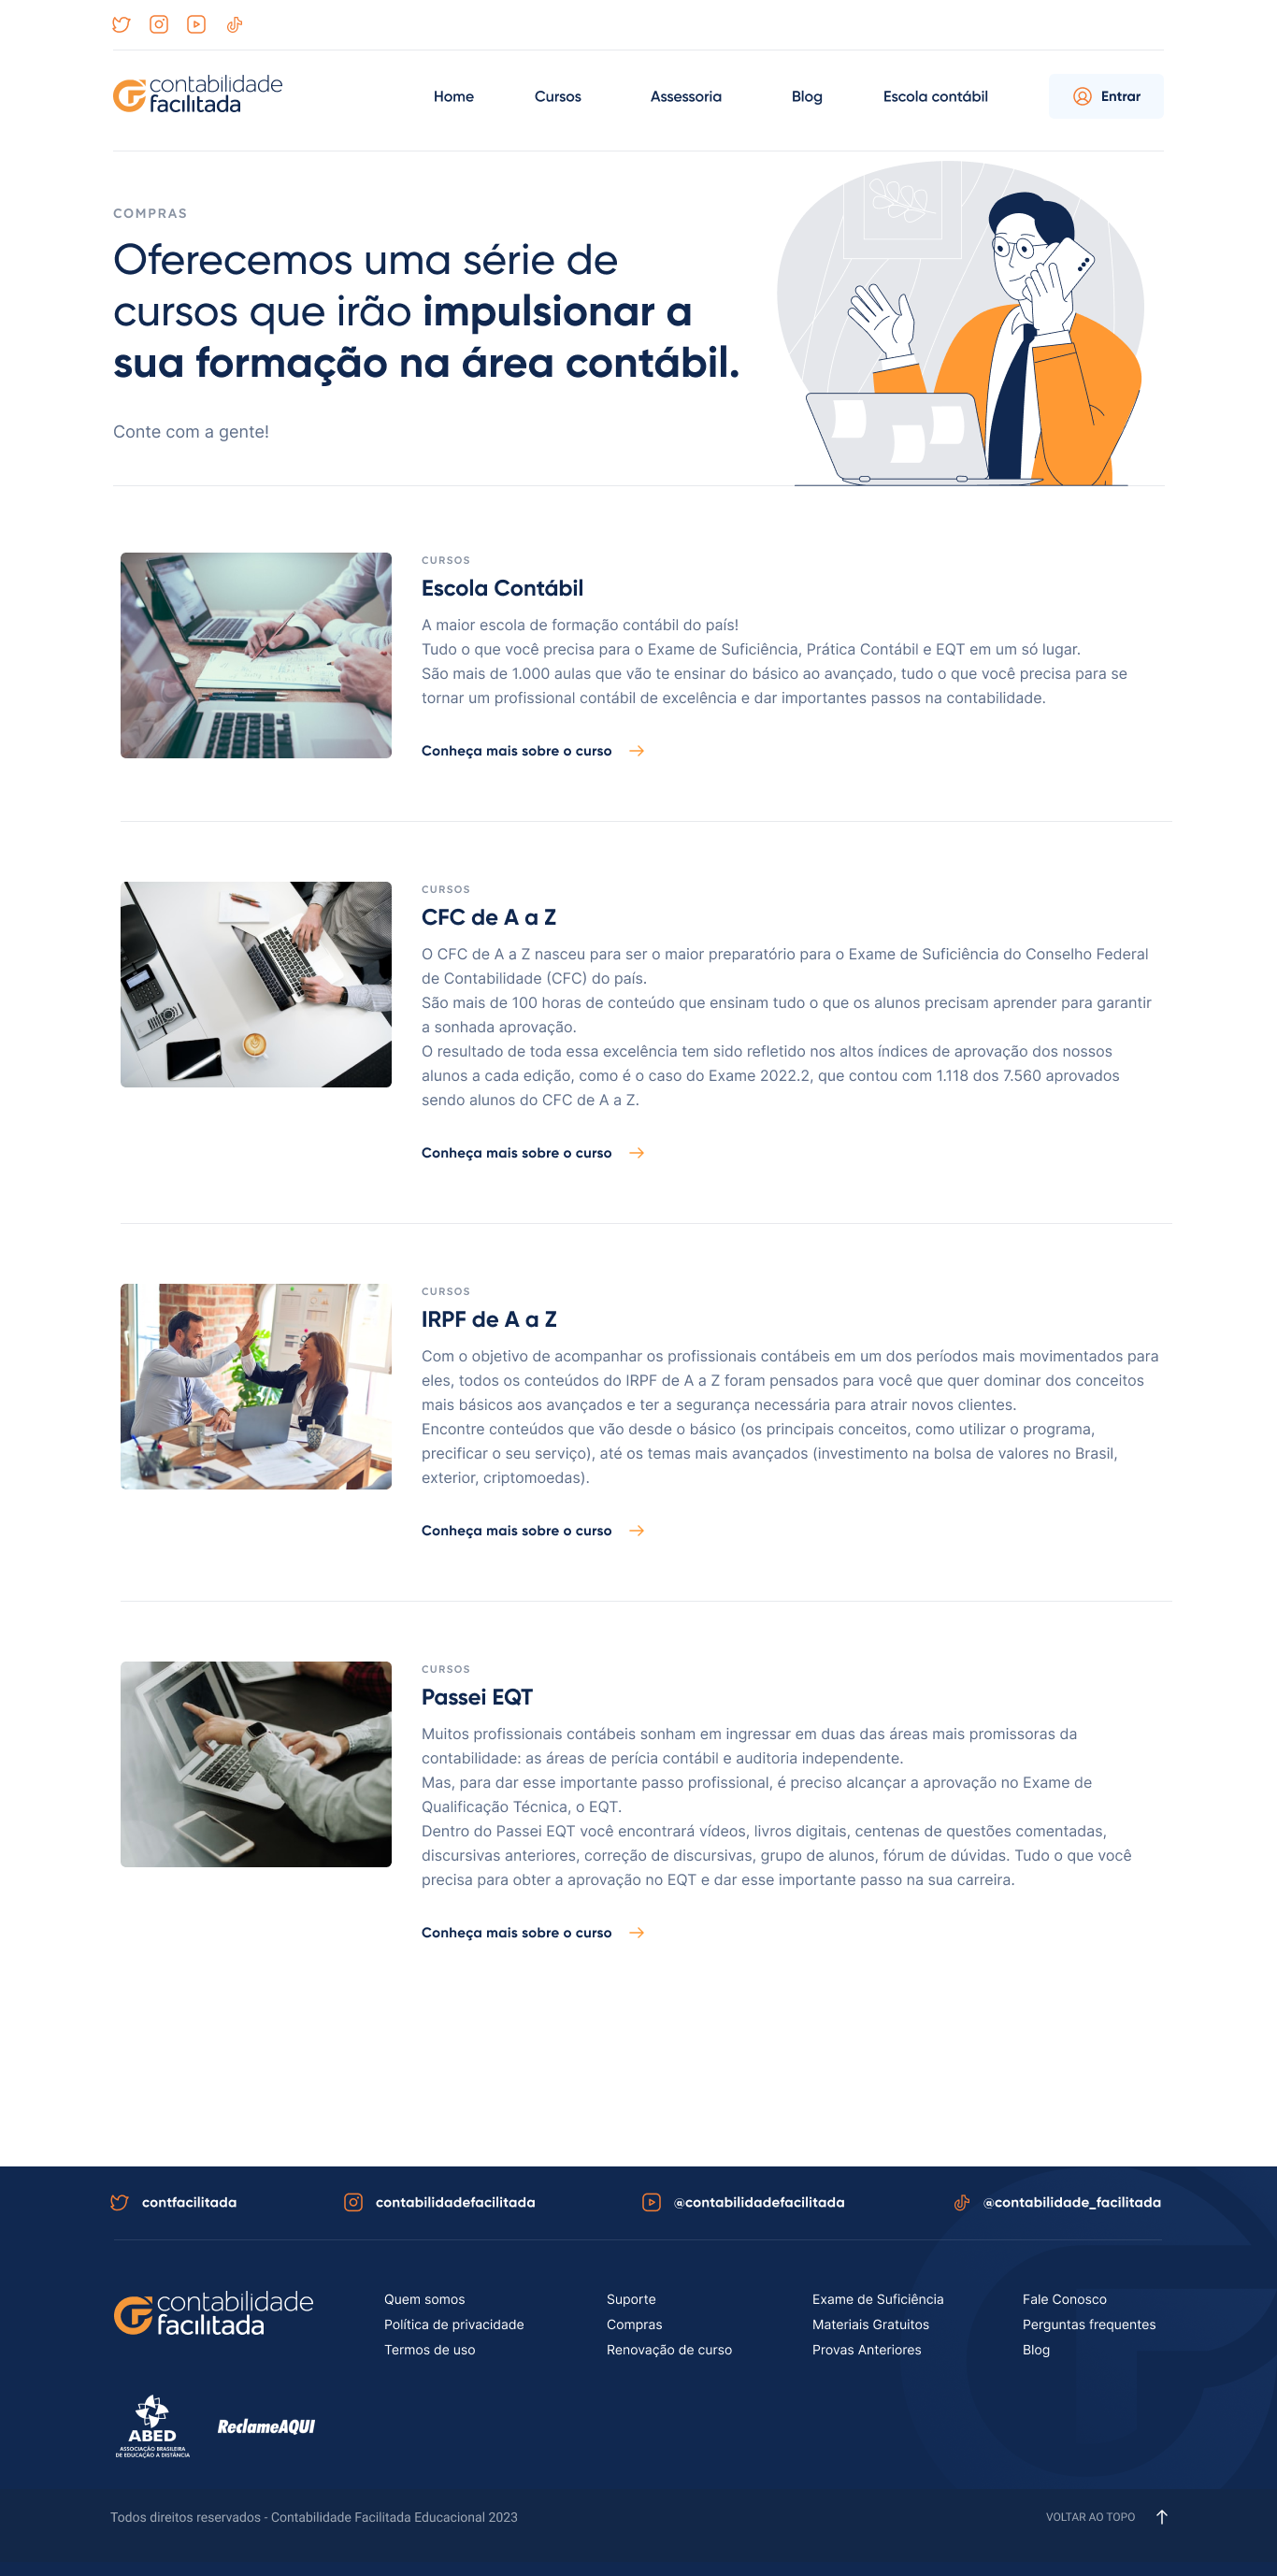 contabilidade
facilitada
Home
Cursos
Assessoria
Blog
Escola contábil
Entrar
COMPRAS
Oferecemos uma série de
cursos que irão impulsionar a
sua formação na área contábil.
Conte com a gente!
CURSOS
Escola Contábil
A maior escola de formação contábil do país!
Tudo o que você precisa para o Exame de Suficiência, Prática Contábil e EQT em um só lugar.
São mais de 1.000 aulas que vão te ensinar do básico ao avançado, tudo o que você precisa para se
tornar um profissional contábil de excelência e dar importantes passos na contabilidade.
Conheça mais sobre o curso
CURSOS
CFC de A a Z
O CFC de A a Z nasceu para ser o maior preparatório para o Exame de Suficiência do Conselho Federal
de Contabilidade (CFC) do país.
São mais de 100 horas de conteúdo que ensinam tudo o que os alunos precisam aprender para garantir
a sonhada aprovação.
O resultado de toda essa excelência tem sido refletido nos altos índices de aprovação dos nossos
alunos a cada edição, como é o caso do Exame 2022.2, que contou com 1.118 dos 7.560 aprovados
sendo alunos do CFC de A a Z.
Conheça mais sobre o curso
CURSOS
IRPF de A a Z
Com o objetivo de acompanhar os profissionais contábeis em um dos períodos mais movimentados para
eles, todos os conteúdos do IRPF de A a Z foram pensados para você que quer dominar dos conceitos
mais básicos aos avançados e ter a segurança necessária para atrair novos clientes.
Encontre conteúdos que vão desde o básico (os principais conceitos, como utilizar o programa,
precificar o seu serviço), até os temas mais avançados (investimento na bolsa de valores no Brasil,
exterior, criptomoedas).
Conheça mais sobre o curso
CURSOS
Passei EQT
Muitos profissionais contábeis sonham em ingressar em duas das áreas mais promissoras da
contabilidade: as áreas de perícia contábil e auditoria independente.
Mas, para dar esse importante passo profissional, é preciso alcançar a aprovação no Exame de
Qualificação Técnica, o EQT.
Dentro do Passei EQT você encontrará vídeos, livros digitais, centenas de questões comentadas,
discursivas anteriores, correção de discursivas, grupo de alunos, fórum de dúvidas. Tudo o que você
precisa para obter a aprovação no EQT e dar esse importante passo na sua carreira.
Conheça mais sobre o curso
contfacilitada
contabilidadefacilitada
@contabilidadefacilitada
@contabilidade_facilitada
contabilidade
facilitada
Quem somos
Política de privacidade
Termos de uso
Suporte
Compras
Renovação de curso
Exame de Suficiência
Materiais Gratuitos
Provas Anteriores
Fale Conosco
Perguntas frequentes
Blog
ABED
ASSOCIAÇÃO BRASILEIRA
DE EDUCAÇÃO A DISTÂNCIA
ReclameAQUI
Todos direitos reservados - Contabilidade Facilitada Educacional 2023
VOLTAR AO TOPO